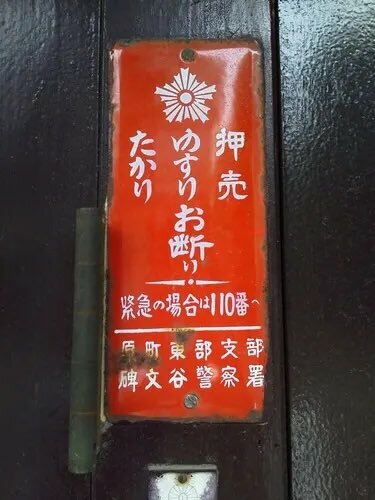 押売
ゆすりお断り
たかり
緊急の場合は110番へ
原町東部支部
碑文谷警察署